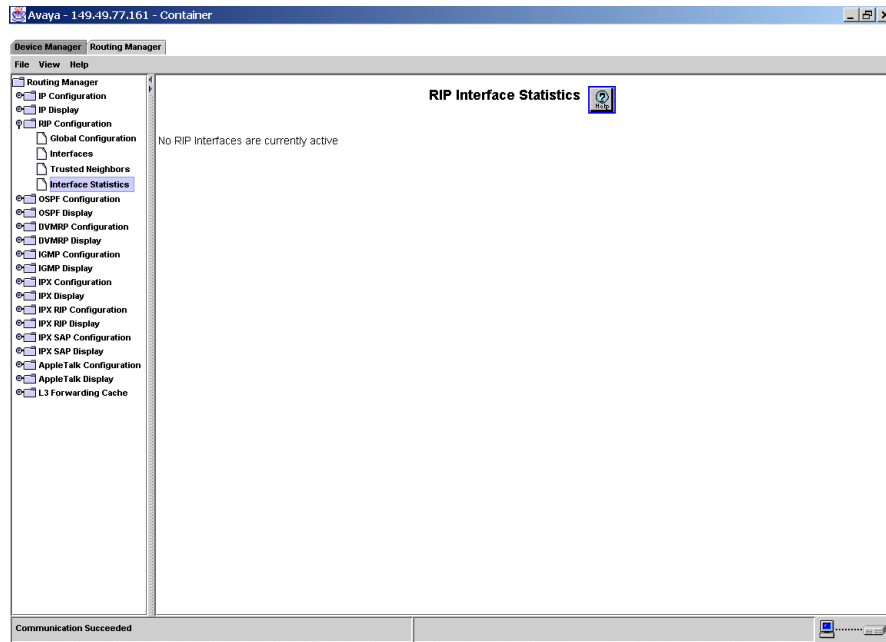 Avaya - 149.49.77.161 - Container
Device Manager Routing Manager
File View Help
Routing Manager
IP Configuration
IP Display
RIP Configuration
Global Configuration
Interfaces
Trusted Neighbors
Interface Statistics
OSPF Configuration
OSPF Display
DVMRP Configuration
DVMRP Display
IGMP Configuration
IGMP Display
IPX Configuration
IPX Display
IPX RIP Configuration
IPX RIP Display
IPX SAP Configuration
IPX SAP Display
AppleTalk Configuration
AppleTalk Display
L3 Forwarding Cache
RIP Interface Statistics
Help
No RIP Interfaces are currently active
Communication Succeeded